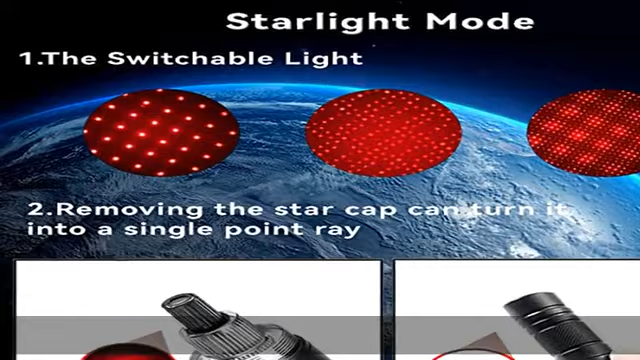 Starlight Mode
1.The Switchable Light
2.Removing the star cap can turn it
into a single point ray